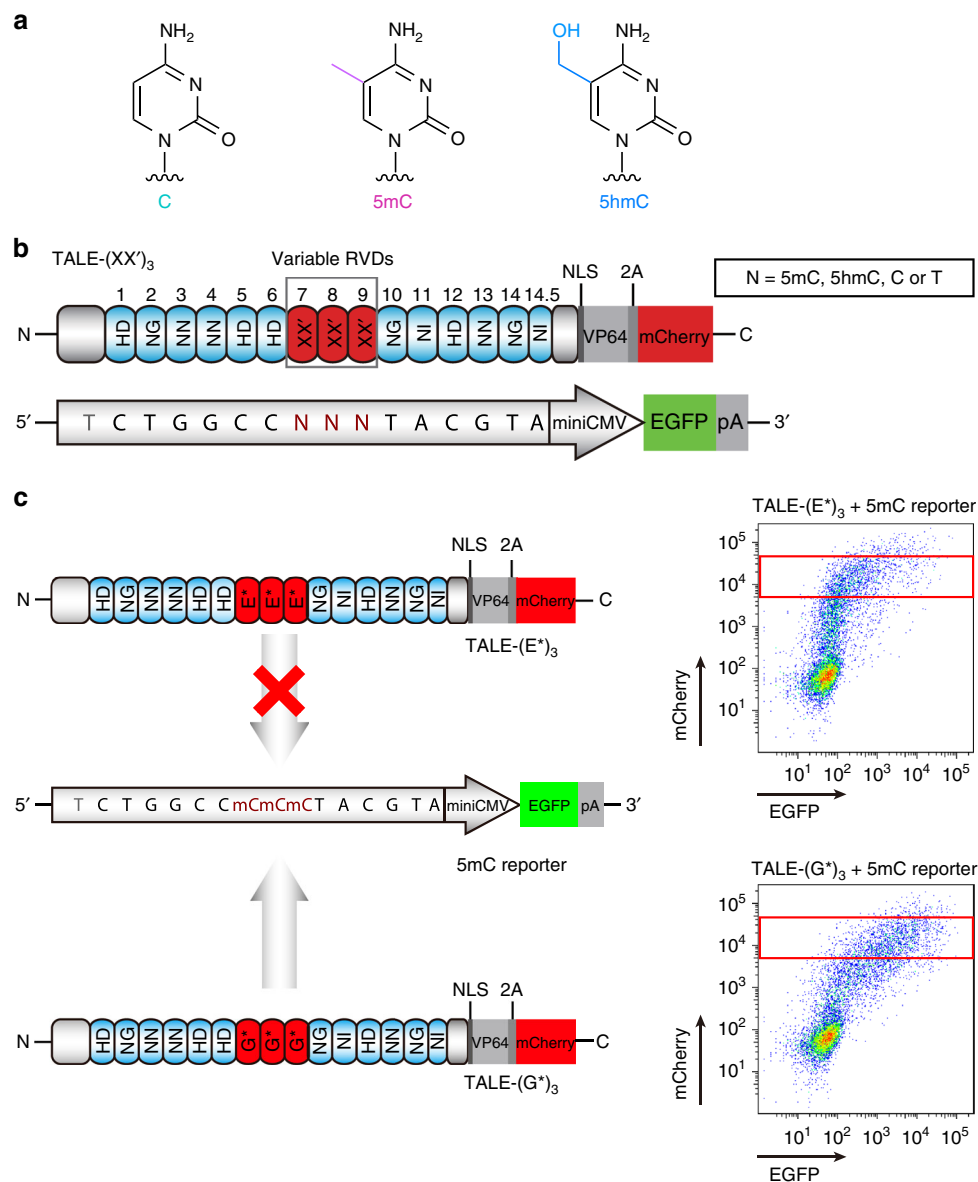 a
NH₂
N
N
O
C
NH₂
N
N
O
5mC
OH
NH₂
N
N
O
5hmC
b
TALE-(XX′)₃
Variable RVDs
NLS
2A
N = 5mC, 5hmC, C or T
1 2 3 4 5 6 7 8 9 10 11 12 13 14 14.5
N HD NG NN NN HD HD XX′ XX′ XX′ NG NI HD NN NG NI VP64 mCherry C
5′ T C T G G C C N N N T A C G T A miniCMV EGFP pA 3′
c
NLS 2A
N HD NG NN NN HD HD E* E* E* NG NI HD NN NG NI VP64 mCherry C
TALE-(E*)₃
5′ T C T G G C C mC mC mC T A C G T A miniCMV EGFP pA 3′
5mC reporter
NLS 2A
N HD NG NN NN HD HD G* G* G* NG NI HD NN NG NI VP64 mCherry C
TALE-(G*)₃
TALE-(E*)₃ + 5mC reporter
10⁵
10⁴
10³
10²
10¹
mCherry
10¹ 10² 10³ 10⁴ 10⁵
EGFP
TALE-(G*)₃ + 5mC reporter
10⁵
10⁴
10³
10²
10¹
mCherry
10¹ 10² 10³ 10⁴ 10⁵
EGFP